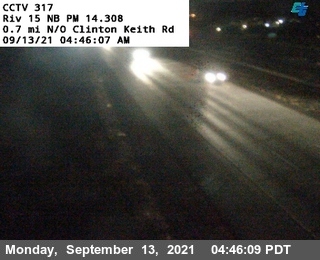 CCTV 317
Riv 15 NB PM 14.308
0.7 mi N/O Clinton Keith Rd
09/13/21 04:46:07 AM
Monday, September 13, 2021 04:46:09 PDT